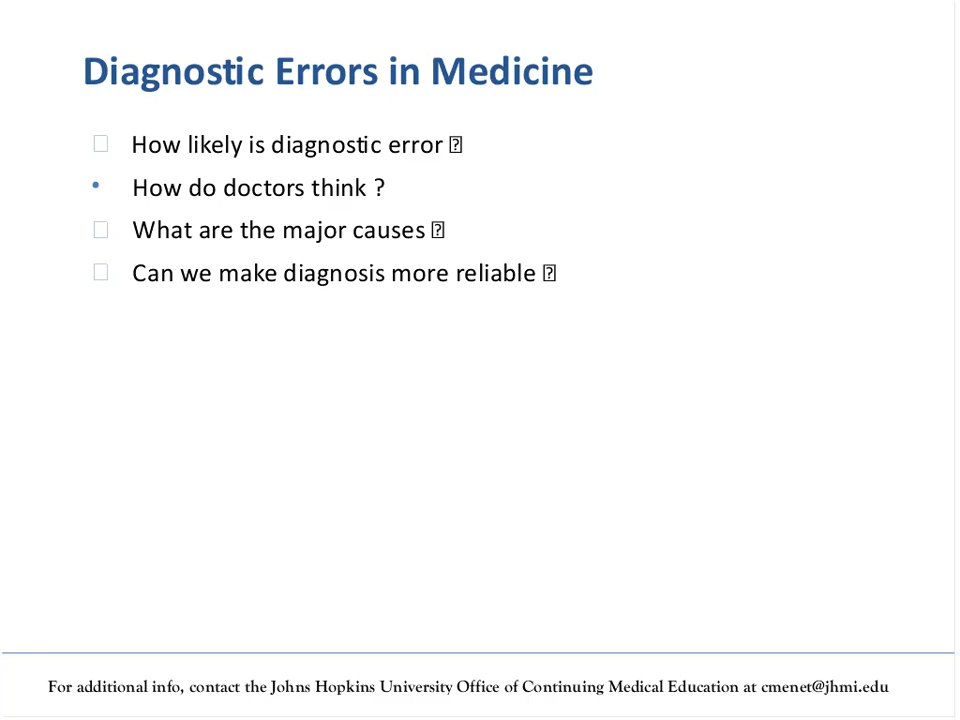 Diagnostic Errors in Medicine
How likely is diagnostic error �
• How do doctors think ?
What are the major causes �
Can we make diagnosis more reliable �
For additional info, contact the Johns Hopkins University Office of Continuing Medical Education at cmenet@jhmi.edu